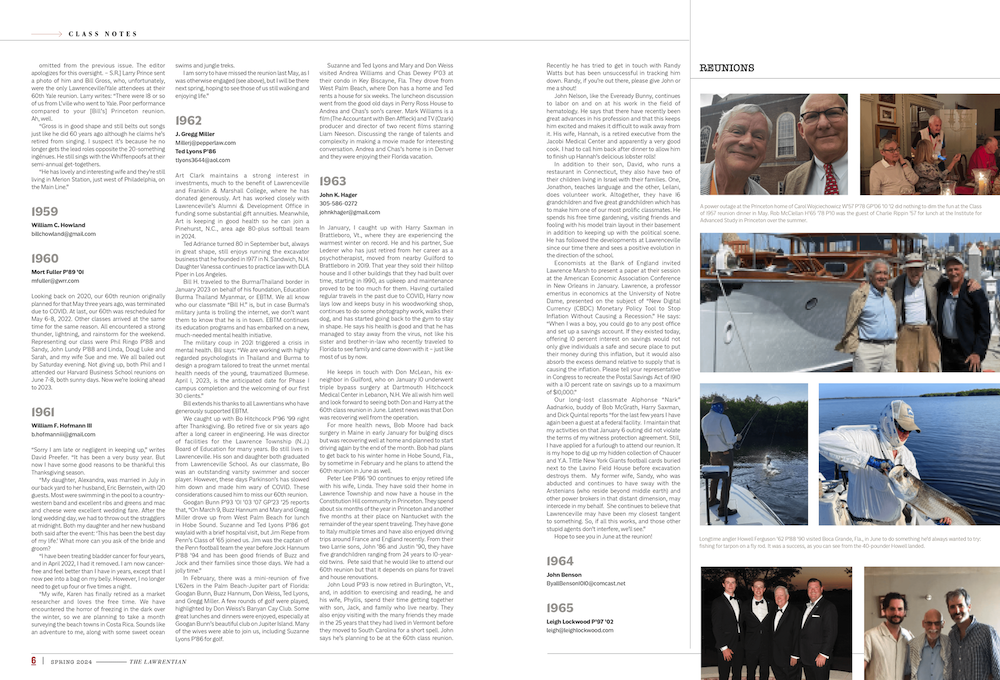 CLASS NOTES
omitted from the previous issue. The editor
apologizes for this oversight. – S.R.] Larry Prince sent
a photo of him and Bill Gross, who, unfortunately,
were the only Lawrenceville/Yale attendees at their
60th Yale reunion. Larry writes: "There were 18 or so
of us from L'ville who went to Yale. Poor performance
compared to your [Bill's] Princeton reunion.
Ah, well.
"Gross is in good shape and still belts out songs
just like he did 60 years ago although he claims he's
retired from singing; I suspect it's because he no
longer gets the lead roles opposite the 20-something
ingénues. He still sings with the Whiffenpoofs at their
semi-annual get-togethers.
"He has lovely and interesting wife and they're still
living in Merion Station, just west of Philadelphia, on
the Main Line."
1959
William C. Howland
billchowland@gmail.com
1960
Mort Fuller P'89 '01
mfuller@gwrr.com
Looking back on 2020, our 60th reunion originally
planned for that May three years ago, was terminated
due to COVID. At last, our 60th was rescheduled for
May 6-8, 2022. Other classes arrived at the same
time for the same reason. All encountered a strong
thunder, lightning, and rainstorm for the weekend.
Representing our class were Phil Ringo P'88 and
Sandy, John Lundy P'88 and Linda, Doug Luke and
Sarah, and my wife Sue and me. We all bailed out
by Saturday evening. Not giving up, both Phil and I
attended our Harvard Business School reunions on
June 7-8, both sunny days. Now we're looking ahead
to 2023.
1961
William F. Hofmann III
b.hofmanniii@gmail.com
"Sorry I am late or negligent in keeping up," writes
David Preefer. "It has been a very busy year. But
now I have some good reasons to be thankful this
Thanksgiving season.
"My daughter, Alexandra, was married in July in
our back yard to her husband, Eric Bernstein, with 120
guests. Most were swimming in the pool to a country-
western band and excellent ribs and greens and mac
and cheese were excellent wedding fare. After the
long wedding day, we had to throw out the stragglers
at midnight. Both my daughter and her new husband
both said after the event: 'This has been the best day
of my life.' What more can you ask of the bride and
groom?
"I have been treating bladder cancer for four years,
and in April 2022, I had it removed. I am now cancer-
free and feel better than I have in years, except that I
now pee into a bag on my belly. However, I no longer
need to get up four or five times a night.
"My wife, Karen has finally retired as a market
researcher and loves the free time. We have
encountered the horror of freezing in the dark over
the winter, so we are planning to take a month
surveying the beach towns in Costa Rica. Sounds like
an adventure to me, along with some sweet ocean
swims and jungle treks.
I am sorry to have missed the reunion last May, as I
was otherwise engaged (see above), but I will be there
next spring, hoping to see those of us still walking and
enjoying life."
1962
J. Gregg Miller
Millerj@pepperlaw.com
Ted Lyons P'86
tlyons3644@aol.com
Art Clark maintains a strong interest in
investments, much to the benefit of Lawrenceville
and Franklin & Marshall College, where he has
donated generously. Art has worked closely with
Lawrenceville's Alumni & Development Office in
funding some substantial gift annuities. Meanwhile,
Art is keeping in good health so he can join a
Pinehurst, N.C., area age 80-plus softball team
in 2024.
Ted Adriance turned 80 in September but, always
in great shape, still enjoys running the excavator
business that he founded in 1977 in N. Sandwich, N.H.
Daughter Vanessa continues to practice law with DLA
Piper in Los Angeles.
Bill H. traveled to the Burma/Thailand border in
January 2023 on behalf of his foundation, Education
Burma Thailand Myanmar, or EBTM. We all know
who our classmate "Bill H" is, but in case Burma's
military junta is trolling the internet, we don't want
them to know that he is in town. EBTM continues
its education programs and has embarked on a new,
much-needed mental health initiative.
The military coup in 2021 triggered a crisis in
mental health. Bill says: "We are working with highly
regarded psychologists in Thailand and Burma to
design a program tailored to treat the unmet mental
health needs of the young, traumatized Burmese.
April 1, 2023, is the anticipated date for Phase I
campus completion and the welcoming of our first
30 clients."
Bill extends his thanks to all Lawrentians who have
generously supported EBTM.
We caught up with Bo Hitchcock P'96 '99 right
after Thanksgiving. Bo retired five or six years ago
after a long career in engineering. He was director
of facilities for the Lawrence Township (N.J.)
Board of Education for many years. Bo still lives in
Lawrenceville. His son and daughter both graduated
from Lawrenceville School. As our classmate, Bo
was an outstanding varsity swimmer and soccer
player. However, these days Parkinson's has slowed
him down and made him wary of COVID. These
considerations caused him to miss our 60th reunion.
Googan Bunn P'93 '01 '03 '07 GP'23 '25 reports
that, "On March 9, Buzz Hannum and Mary and Gregg
Miller drove up from West Palm Beach for lunch
in Hobe Sound. Suzanne and Ted Lyons P'86 got
waylaid with a brief hospital visit, but Jim Reape from
Penn's Class of '65 joined us. Jim was the captain of
the Penn football team the year before Jock Hannum
P'88 '94 and has been good friends of Buzz and
Jock and their families since those days. We had a
jolly time."
In February, there was a mini-reunion of five
L'62ers in the Palm Beach-Jupiter part of Florida:
Googan Bunn, Buzz Hannum, Don Weiss, Ted Lyons,
and Gregg Miller. A few rounds of golf were played,
highlighted by Don Weiss's Banyan Cay Club. Some
great lunches and dinners were enjoyed, especially at
Googan Bunn's beautiful club on Jupiter Island. Many
of the wives were able to join us, including Suzanne
Lyons P'86 for golf.
Suzanne and Ted Lyons and Mary and Don Weiss
visited Andrea Williams and Chas Dewey P'03 at
their condo in Key Biscayne, Fla. They drove from
West Palm Beach, where Don has a home and Ted
rents a house for six weeks. The luncheon discussion
went from the good old days in Perry Ross House to
Andrea and Chas's son's career. Mark Williams is a
film (The Accountant with Ben Affleck) and TV (Ozark)
producer and director of two recent films starring
Liam Neeson. Discussing the range of talents and
complexity in making a movie made for interesting
conversation. Andrea and Chas's home is in Denver
and they were enjoying their Florida vacation.
1963
John K. Hager
305-586-0272
johnkhager@gmail.com
In January, I caught up with Harry Saxman in
Brattleboro, Vt., where they are experiencing the
warmest winter on record. He and his partner, Sue
Lederer who has just retired from her career as a
psychotherapist, moved from nearby Guilford to
Brattleboro in 2019. That year they sold their hilltop
house and 11 other buildings that they had built over
time, starting in 1990, as upkeep and maintenance
proved to be too much for them. Having curtailed
regular travels in the past due to COVID, Harry now
lays low and keeps busy in his woodworking shop,
continues to do some photography work, walks their
dog, and has started going back to the gym to stay
in shape. He says his health is good and that he has
managed to stay away from the virus, not like his
sister and brother-in-law who recently traveled to
Florida to see family and came down with it – just like
most of us by now.
He keeps in touch with Don McLean, his ex-
neighbor in Guilford, who on January 10 underwent
triple bypass surgery at Dartmouth Hitchcock
Medical Center in Lebanon, N.H. We all wish him well
and look forward to seeing both Don and Harry at the
60th class reunion in June. Latest news was that Don
was recovering well from the operation.
For more health news, Bob Moore had back
surgery in Maine in early January for bulging discs
but was recovering well at home and planned to start
driving again by the end of the month. Bob had plans
to get back to his winter home in Hobe Sound, Fla.,
by sometime in February and he plans to attend the
60th reunion in June as well.
Peter Lee P'86 '90 continues to enjoy retired life
with his wife, Linda. They have sold their home in
Lawrence Township and now have a house in the
Constitution Hill community in Princeton. They spend
about six months of the year in Princeton and another
five months at their place on Nantucket with the
remainder of the year spent traveling. They have gone
to Italy multiple times and have also enjoyed driving
trips around France and England recently. From their
two Larrie sons, John '86 and Justin '90, they have
five grandchildren ranging from 24 years to 10-year-
old twins. Pete said that he would like to attend our
60th reunion but that it depends on plans for travel
and house renovations.
John Loud P'93 is now retired in Burlington, Vt.,
and, in addition to exercising and reading, he and
his wife, Phyllis, spend their time getting together
with son, Jack, and family who live nearby. They
also enjoy visiting with the many friends they made
in the 25 years that they had lived in Vermont before
they moved to South Carolina for a short spell. John
says he's planning to be at the 60th class reunion.
6 SPRING 2024 THE LAWRENTIAN
Recently he has tried to get in touch with Randy
Watts but has been unsuccessful in tracking him
down. Randy, if you're out there, please give John or
me a shout!
John Nelson, like the Eveready Bunny, continues
to labor on and on at his work in the field of
hematology. He says that there have recently been
great advances in his profession and that this keeps
him excited and makes it difficult to walk away from
it. His wife, Hannah, is a retired executive from the
Jacobi Medical Center and apparently a very good
cook. I had to call him back after dinner to allow him
to finish up Hannah's delicious lobster rolls!
In addition to their son, David, who runs a
restaurant in Connecticut, they also have two of
their children living in Israel with their families. One,
Jonathon, teaches language and the other, Leilani,
does volunteer work. Altogether, they have 16
grandchildren and five great grandchildren which has
to make him one of our most prolific classmates. He
spends his free time gardening, visiting friends and
fooling with his model train layout in their basement
in addition to keeping up with the political scene.
He has followed the developments at Lawrenceville
since our time there and sees a positive evolution in
the direction of the school.
Economists at the Bank of England invited
Lawrence Marsh to present a paper at their session
at the American Economic Association Conference
in New Orleans in January. Lawrence, a professor
emeritus in economics at the University of Notre
Dame, presented on the subject of "New Digital
Currency (CBDC) Monetary Policy Tool to Stop
Inflation Without Causing a Recession." He says:
"When I was a boy, you could go to any post office
and set up a savings account. If they existed today,
offering 10 percent interest on savings would not
only give individuals a safe and secure place to put
their money during this inflation, but it would also
absorb the excess demand relative to supply that is
causing the inflation. Please tell your representative
in Congress to recreate the Postal Savings Act of 1910
with a 10 percent rate on savings up to a maximum
of $10,000."
Our long-lost classmate Alphonse "Nark"
Aadnarkio, buddy of Bob McGrath, Harry Saxman,
and Dick Quintal reports "for the last few years I have
again been a guest at a federal facility. I maintain that
my activities on that January 6 outing did not violate
the terms of my witness protection agreement. Still,
I have applied for a furlough to attend our reunion. It
is my hope to dig up my hidden collection of Chaucer
and Y.A. Tittle New York Giants football cards buried
next to the Lavino Field House before excavation
destroys them. My former wife, Sandy, who was
abducted and continues to have sway with the
Antersians (who reside beyond middle earth) and
other power brokers in that distant dimension, may
intercede in my behalf. She continues to believe that
Lawrenceville may have been my closest tangent
to something. So, if all this works, and those other
stupid agents don't interfere, we'll see."
Hope to see you in June at the reunion!
1964
John Benson
ByallBenson1010@comcast.net
1965
Leigh Lockwood P'97 '02
leigh@leighlockwood.com
REUNIONS
A power outage at the Princeton home of Carol Wojciechowicz W'57 P'78 GP'06 '10 '12 did nothing to dim the fun at the Class
of 1957 reunion dinner in May. Rob McClellan H'65 '78 P'10 was the guest of Charlie Rippin '57 for lunch at the Institute for
Advanced Study in Princeton over the summer.
Longtime angler Howell Ferguson '62 P'88 '90 visited Boca Grande, Fla., in June to do something he'd always wanted to try:
fishing for tarpon on a fly rod. It was a success, as you can see from the 40-pounder Howell landed.